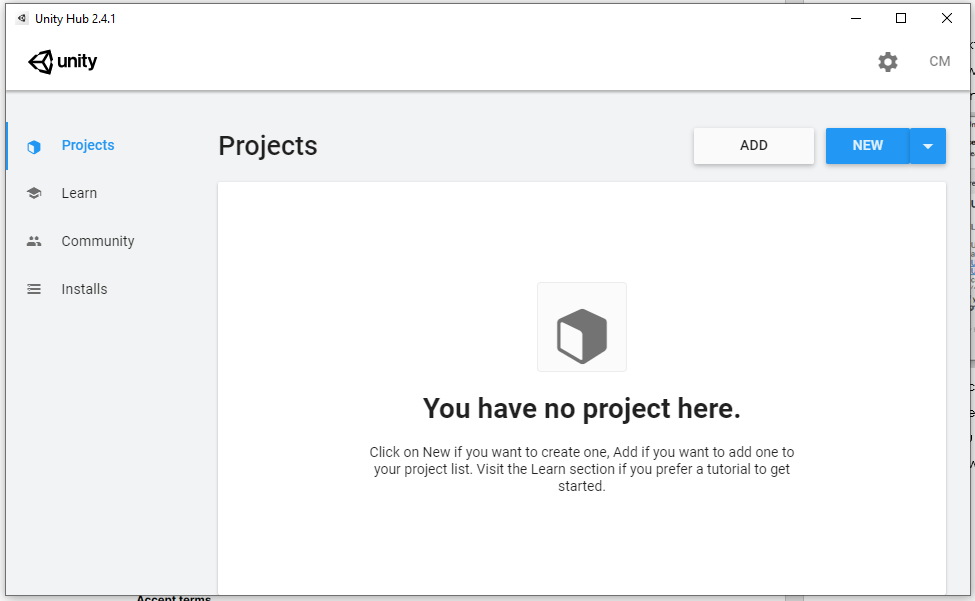 Unity Hub 2.4.1
unity
CM
Projects
Learn
Community
Installs
Projects
ADD
NEW
You have no project here.
Click on New if you want to create one, Add if you want to add one to
your project list. Visit the Learn section if you prefer a tutorial to get
started.
Accept terms